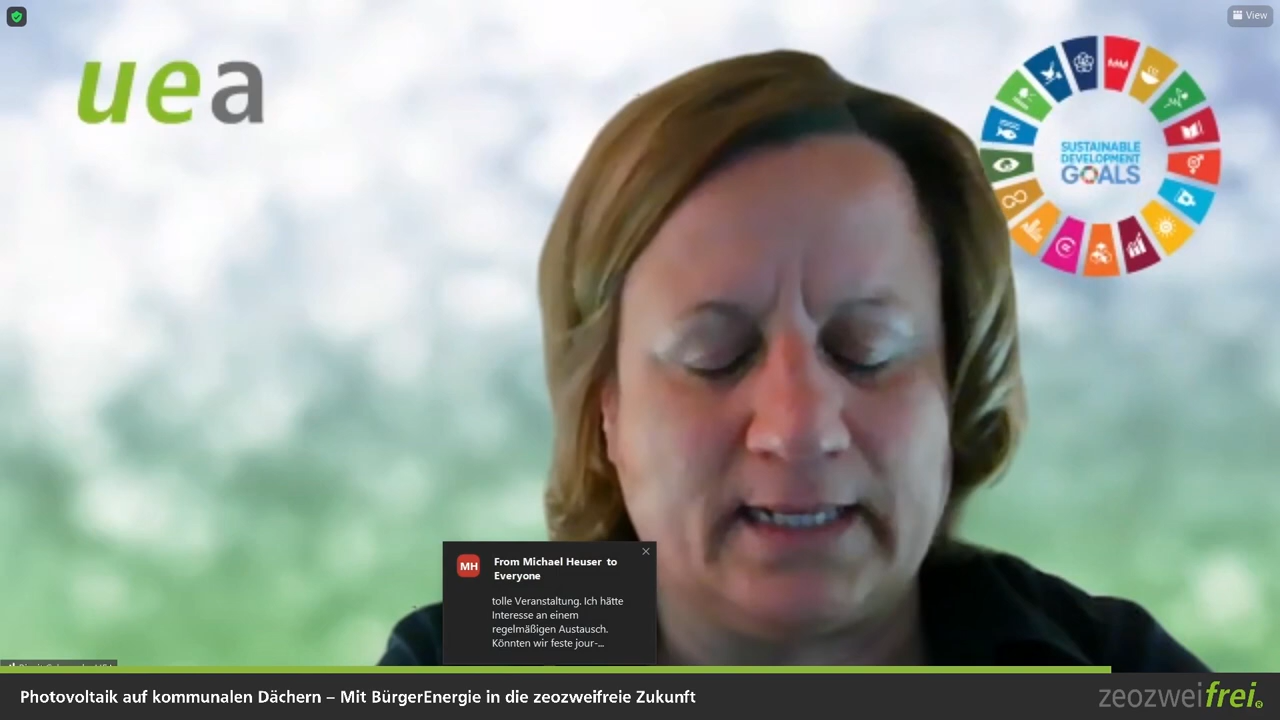 View
uea
SUSTAINABLE
DEVELOPMENT
GOALS
MH
From Michael Heuser to
Everyone
tolle Veranstaltung. Ich hätte
Interesse an einem
regelmäßigen Austausch.
Könnten wir feste jour-...
Photovoltaik auf kommunalen Dächern – Mit BürgerEnergie in die zeozweifreie Zukunft
zeozweifrei®